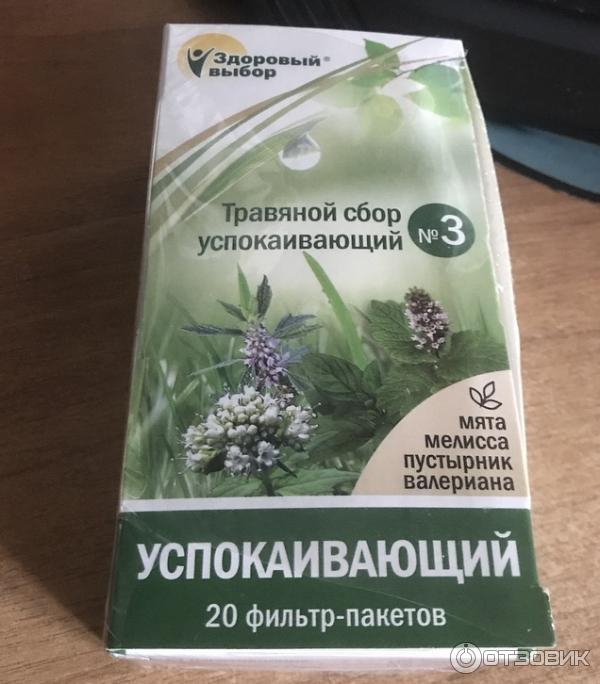 Здоровый®
выбор
Травяной сбор
успокаивающий
№3
мята
мелисса
пустырник
валериана
УСПОКАИВАЮЩИЙ
20 фильтр-пакетов
ОТЗОВИК